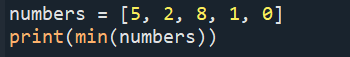 numbers = [5, 2, 8, 1, 0]
print(min(numbers))